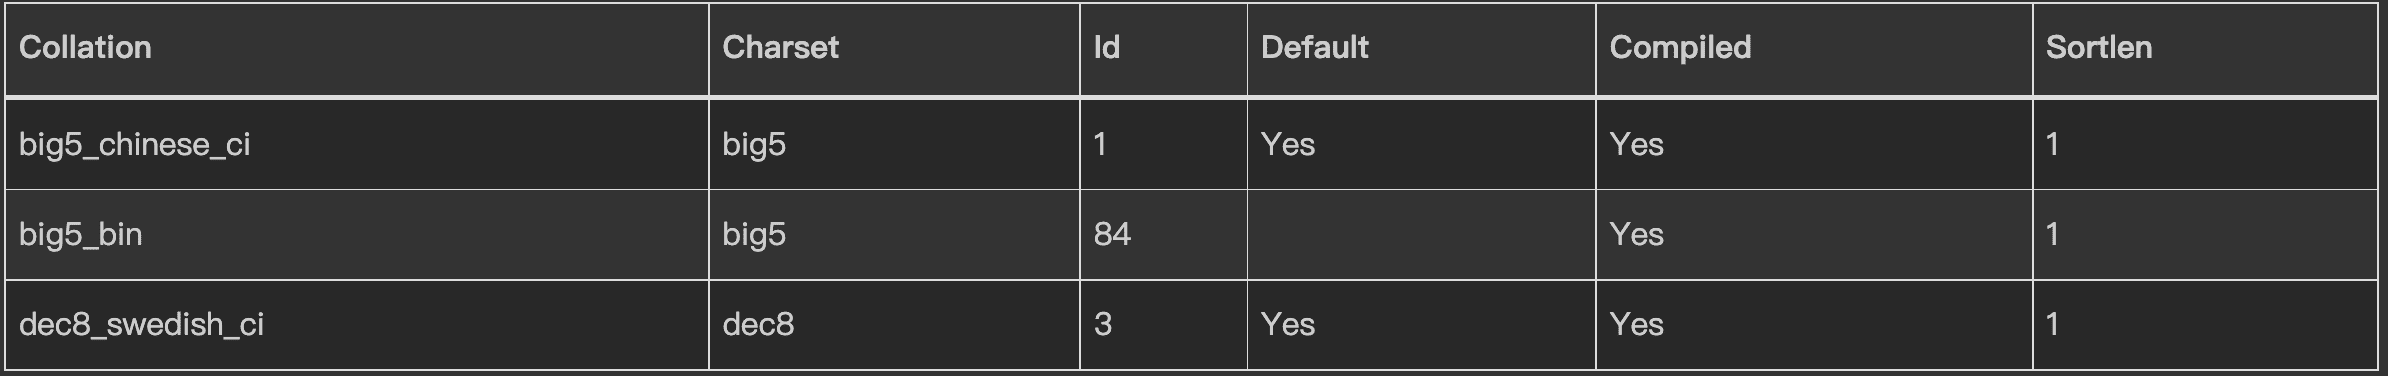 Collation Charset Id Default Compiled Sortlen
big5_chinese_ci big5 1 Yes Yes 1
big5_bin big5 84 Yes 1
dec8_swedish_ci dec8 3 Yes Yes 1